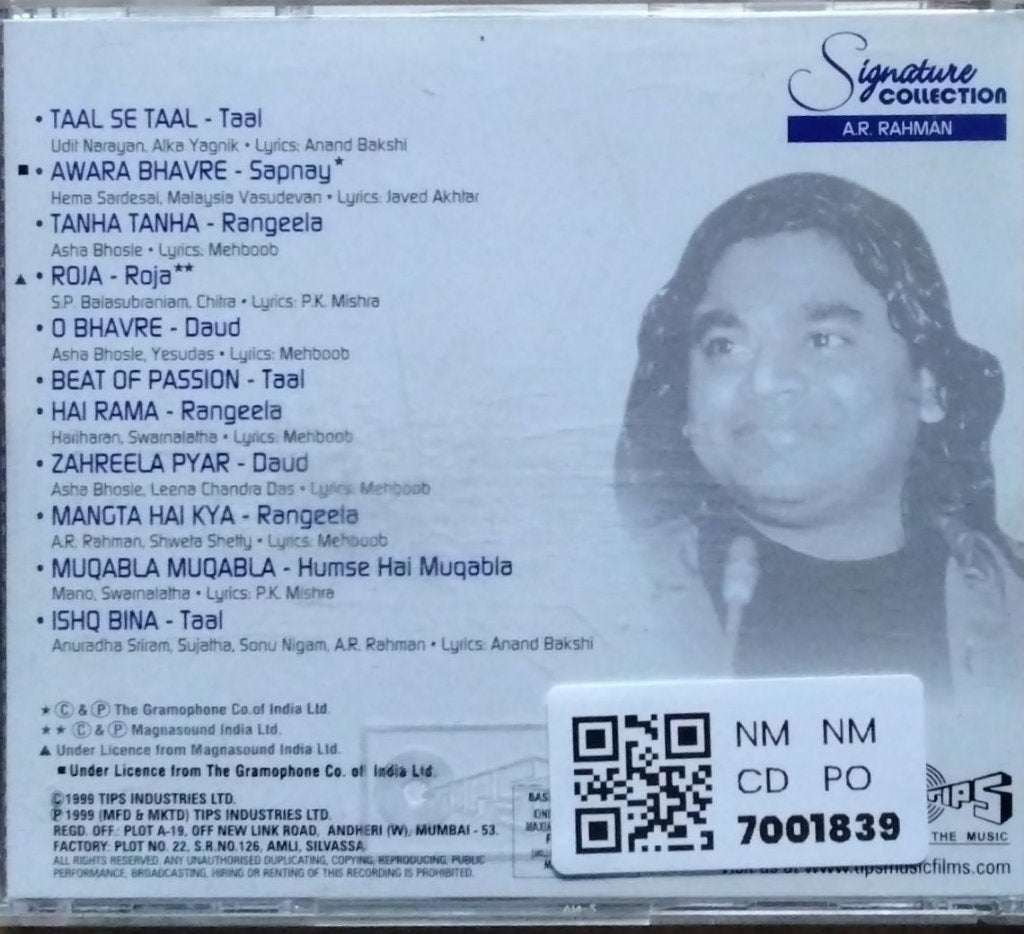 Signature
COLLECTION
A.R. RAHMAN
• TAAL SE TAAL - Taal
Udit Narayan, Alka Yagnik • Lyrics: Anand Bakshi
■ • AWARA BHAVRE - Sapnay*
Hema Sardesai, Malaysia Vasudevan • Lyrics: Javed Akhtar
• TANHA TANHA - Rangeela
Asha Bhosle • Lyrics: Mehboob
▲ • ROJA - Roja**
S.P. Balasubraniam, Chitra • Lyrics: P.K. Mishra
• O BHAVRE - Daud
Asha Bhosle, Yesudas • Lyrics: Mehboob
• BEAT OF PASSION - Taal
• HAI RAMA - Rangeela
Hariharan, Swarnalatha • Lyrics: Mehboob
• ZAHREELA PYAR - Daud
Asha Bhosle, Leena Chandra Das • Lyrics: Mehboob
• MANGTA HAI KYA - Rangeela
A.R. Rahman, Shweta Shetty • Lyrics: Mehboob
• MUQABLA MUQABLA - Humse Hai Muqabla
Mano, Swarnalatha • Lyrics: P.K. Mishra
• ISHQ BINA - Taal
Anuradha Sriram, Sujatha, Sonu Nigam, A.R. Rahman • Lyrics: Anand Bakshi
★ Ⓒ & Ⓟ The Gramophone Co.of India Ltd.
★ ★ Ⓒ & Ⓟ Magnasound India Ltd.
▲ Under Licence from Magnasound India Ltd.
■ Under Licence from The Gramophone Co. of India Ltd.
Ⓒ 1999 TIPS INDUSTRIES LTD.
Ⓟ 1999 (MFD & MKTD) TIPS INDUSTRIES LTD.
REGD. OFF.: PLOT A-19, OFF NEW LINK ROAD, ANDHERI (W), MUMBAI - 53.
FACTORY: PLOT NO. 22, S.R.NO.126, AMLI, SILVASSA
ALL RIGHTS RESERVED. ANY UNAUTHORISED DUPLICATING, COPYING, REPRODUCING, PUBLIC
PERFORMANCE, BROADCASTING, HIRING OR RENTING OF THIS RECORDING IS PROHIBITED.
NM NM
CD PO
7001839
TIPS
THE MUSIC
www.tipsmusicfilms.com